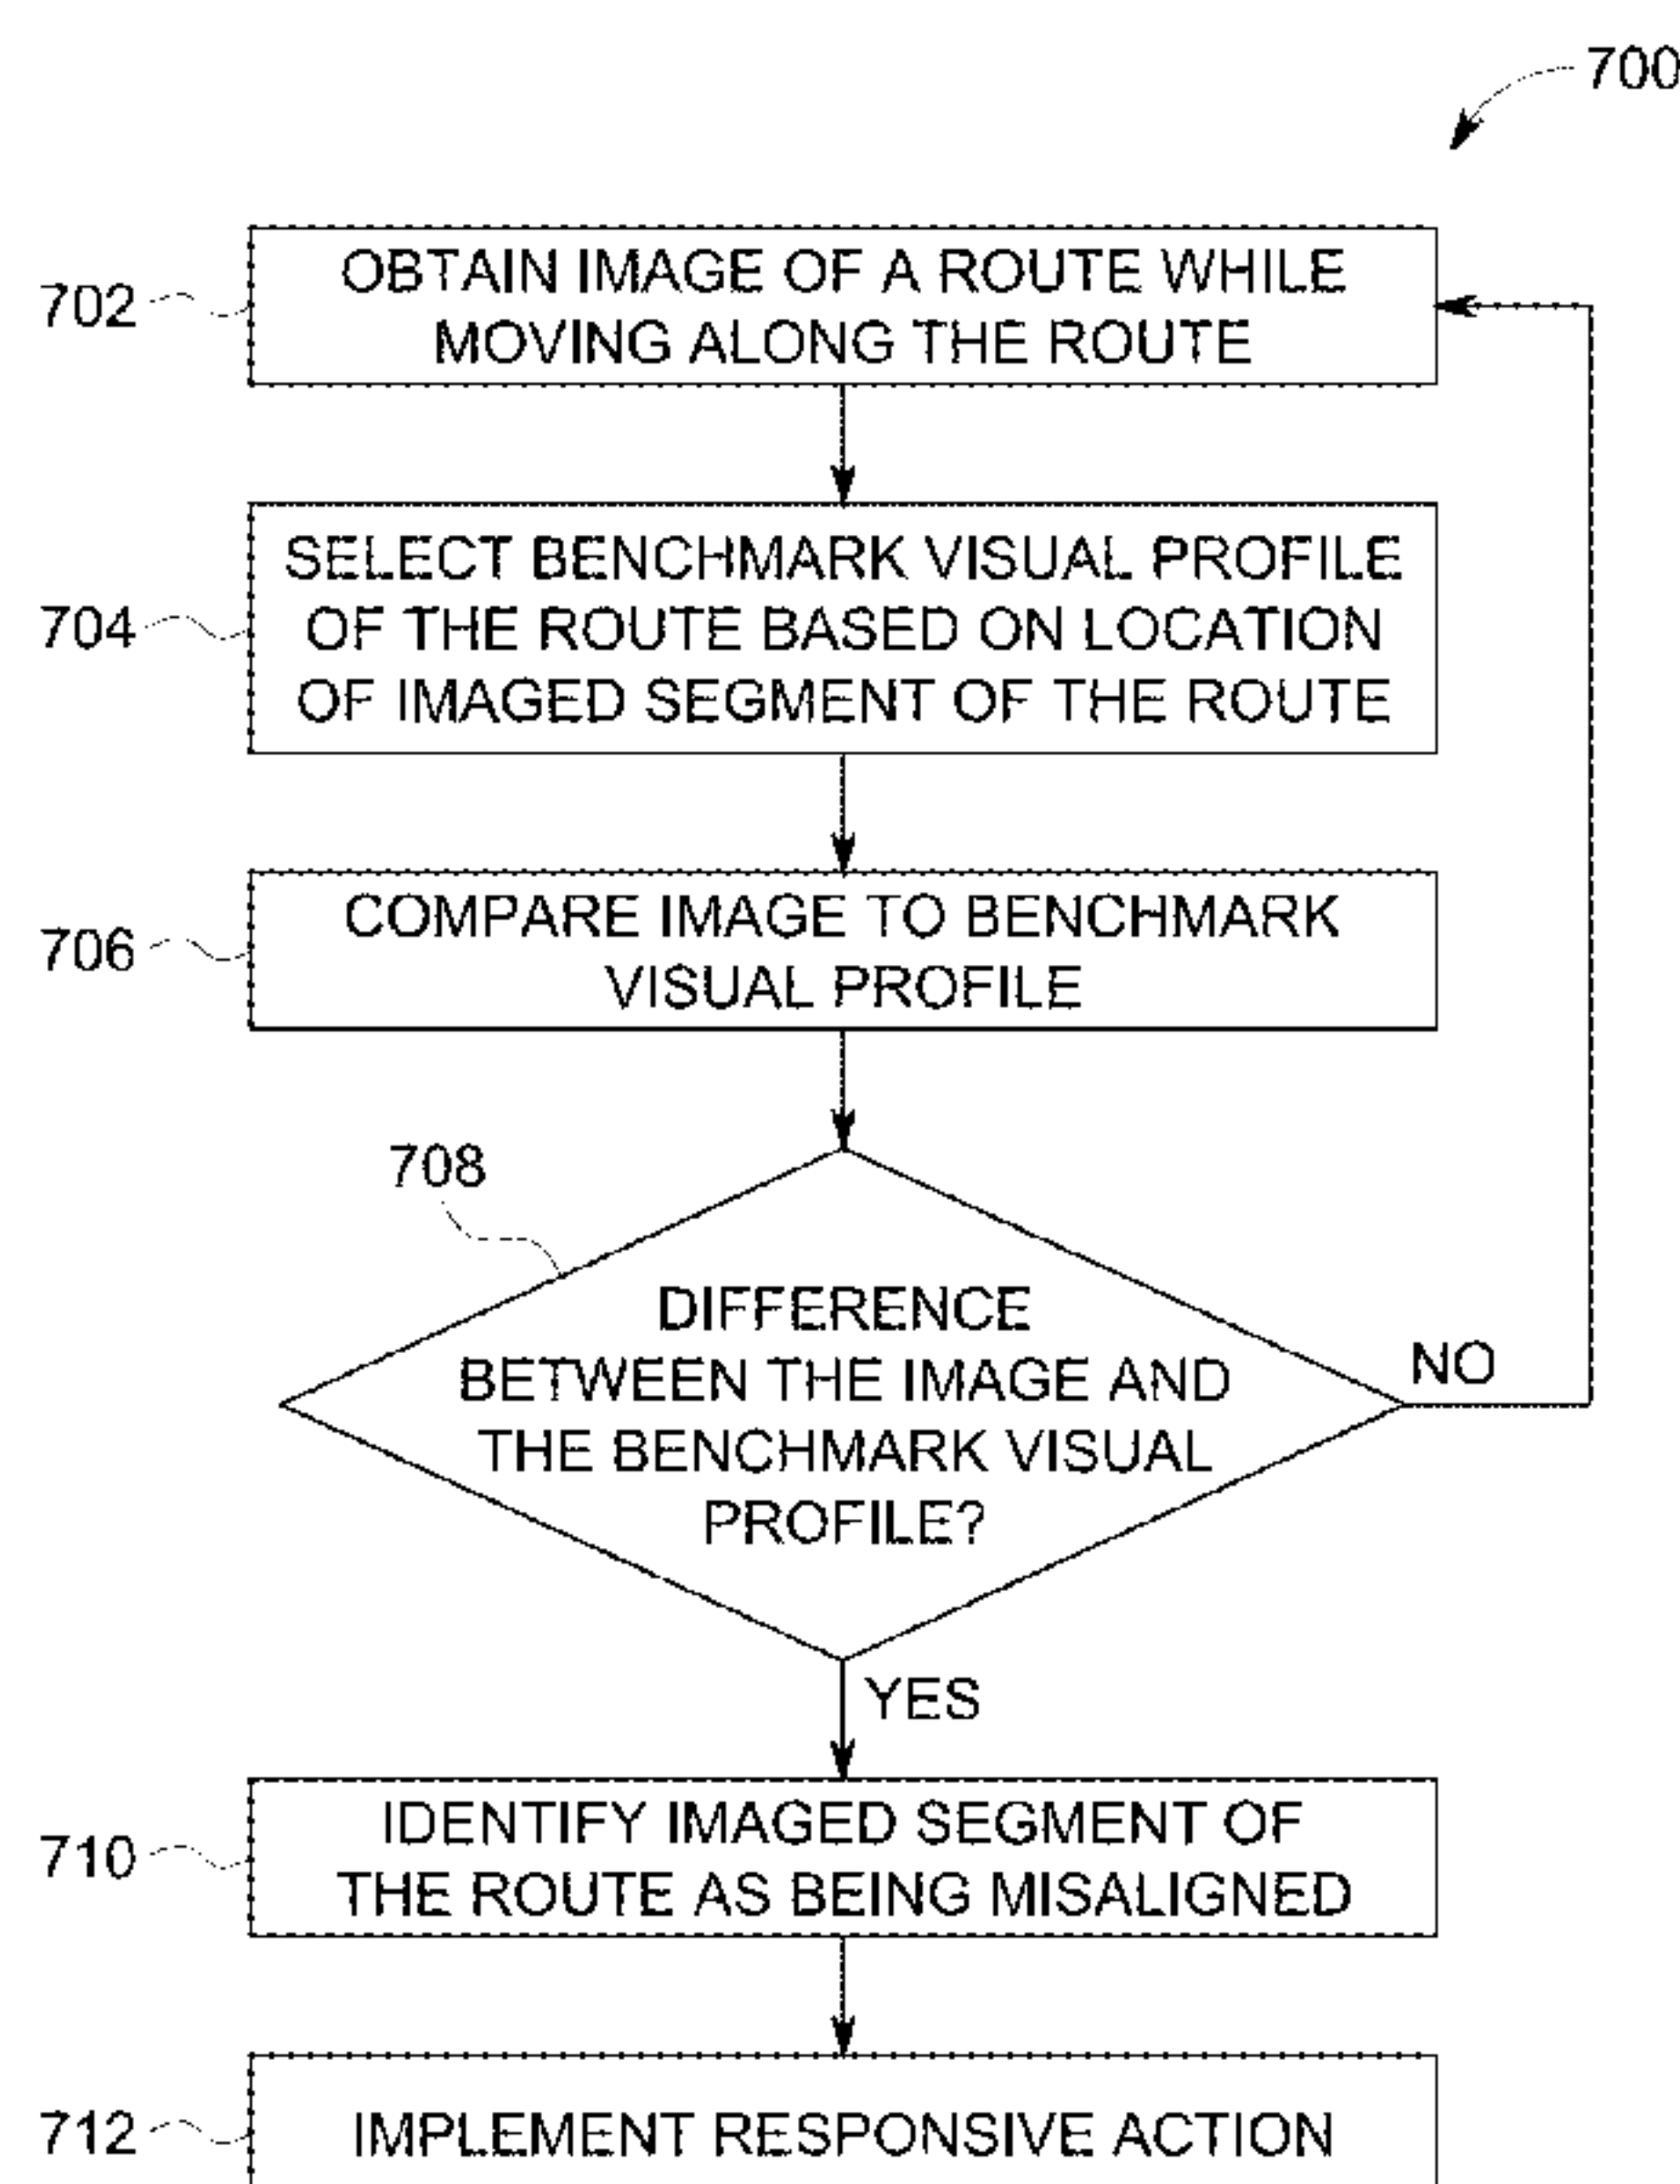 700
OBTAIN IMAGE OF A ROUTE WHILE
MOVING ALONG THE ROUTE
702
SELECT BENCHMARK VISUAL PROFILE
OF THE ROUTE BASED ON LOCATION
OF IMAGED SEGMENT OF THE ROUTE
704
COMPARE IMAGE TO BENCHMARK
VISUAL PROFILE
706
708
DIFFERENCE
BETWEEN THE IMAGE AND
THE BENCHMARK VISUAL
PROFILE?
NO
YES
IDENTIFY IMAGED SEGMENT OF
THE ROUTE AS BEING MISALIGNED
710
IMPLEMENT RESPONSIVE ACTION
712